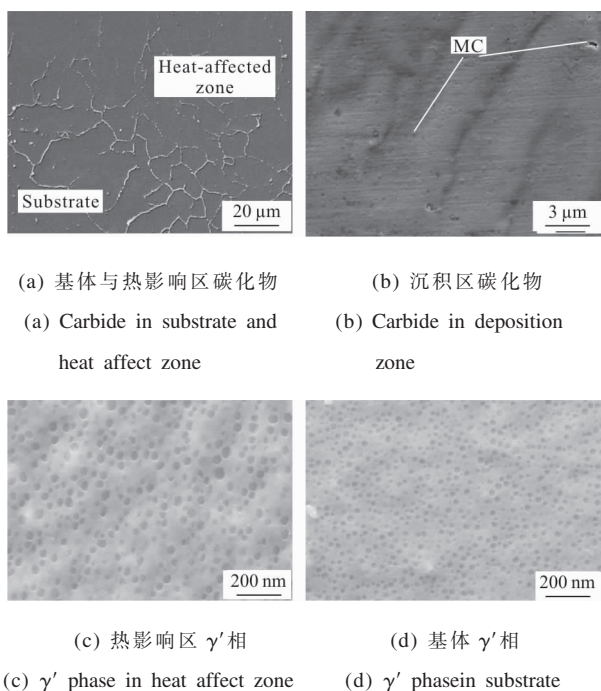 Heat-affected
zone
Substrate
20 μm
MC
3 μm
(a) 基体与热影响区碳化物
(a) Carbide in substrate and
heat affect zone
(b) 沉积区碳化物
(b) Carbide in deposition
zone
200 nm
200 nm
(c) 热影响区 γ′相
(c) γ′ phase in heat affect zone
(d) 基体 γ′相
(d) γ′ phasein substrate